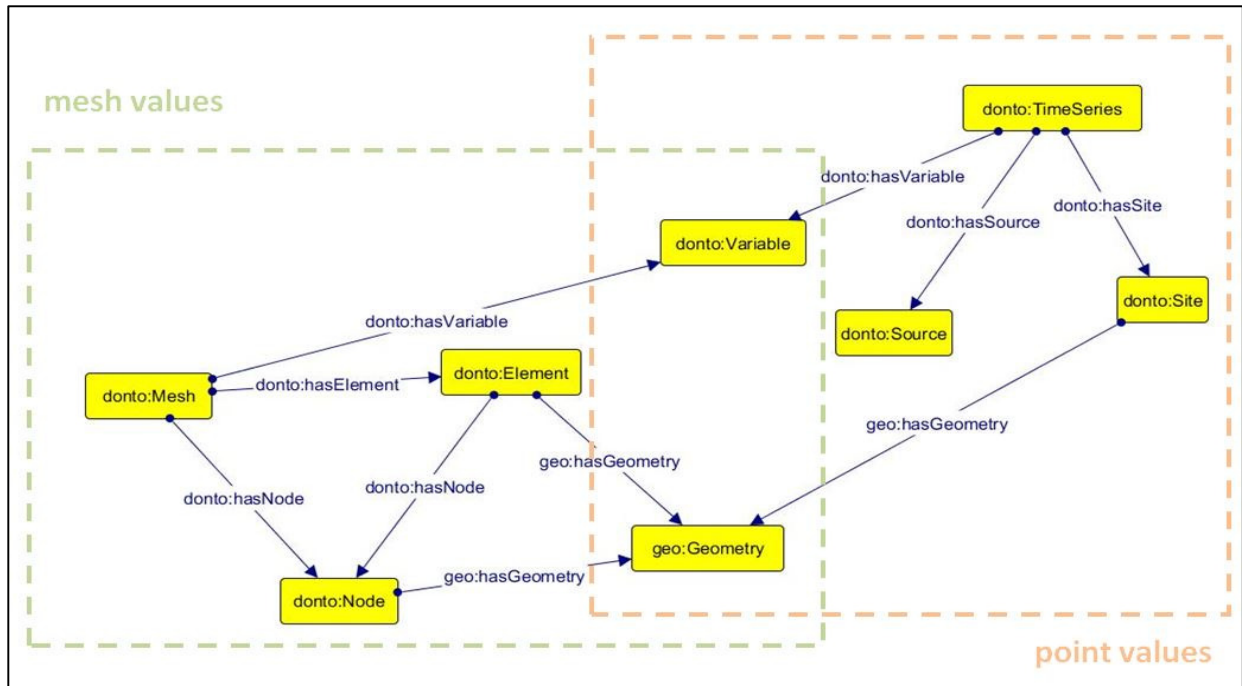 mesh values
donto:TimeSeries
donto:hasVariable
donto:hasSite
donto:hasSource
donto:Variable
donto:Site
donto:hasVariable
donto:Source
donto:Element
donto:hasElement
donto:Mesh
geo:hasGeometry
geo:hasGeometry
donto:hasNode
donto:hasNode
geo:Geometry
geo:hasGeometry
donto:Node
point values